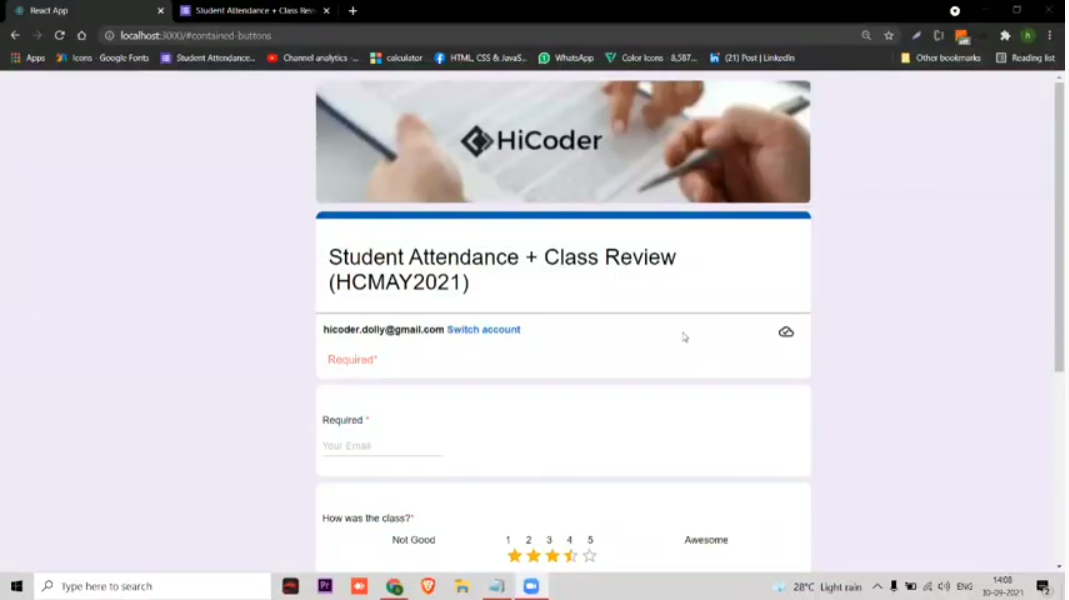 React App
Student Attendance + Class Rev
localhost:3000/#contained-buttons
Apps
Icons - Google Fonts
Student Attendance...
Channel analytics -...
calculator
HTML, CSS & JavaS...
WhatsApp
Color Icons · 8,587...
(21) Post | LinkedIn
Other bookmarks
Reading list
HiCoder
Student Attendance + Class Review
(HCMAY2021)
hicoder.dolly@gmail.com Switch account
Required*
Required *
Your Email
How was the class?*
Not Good 1 2 3 4 5 Awesome
Type here to search
28°C Light rain
ENG
14:08
30-09-2021